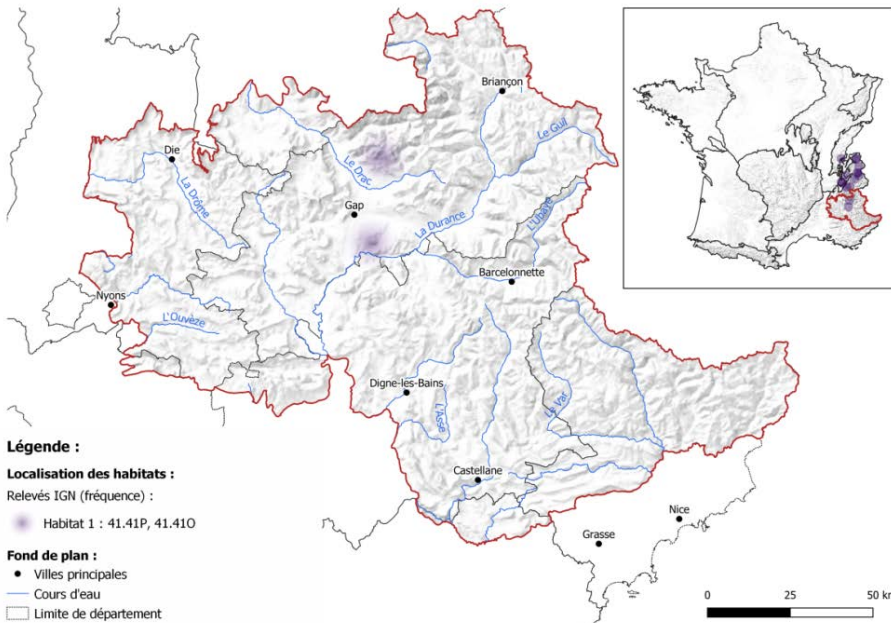 Briançon
Le Guil
Die
Le Drac
La Drôme
Gap
La Durance
L'Ubaye
Barcelonnette
Nyons
L'Ouvèze
Digne-les-Bains
L'Asse
Le Var
Castellane
Nice
Grasse
Légende :
Localisation des habitats :
Relevés IGN (fréquence) :
Habitat 1 : 41.41P, 41.41O
Fond de plan :
Villes principales
Cours d'eau
Limite de département
0 25 50 km